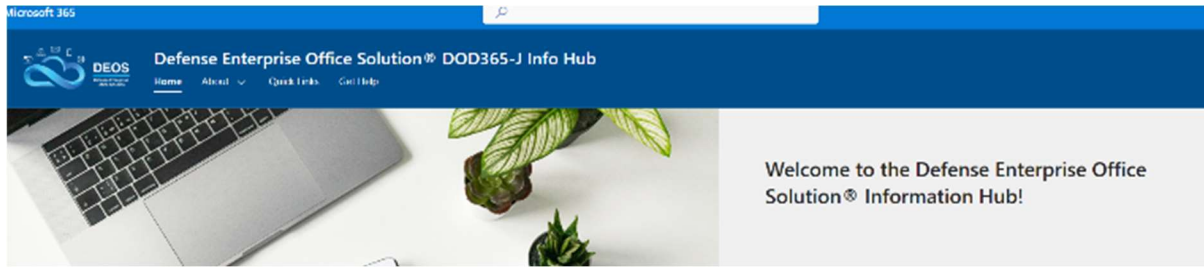 Microsoft 365
DEOS
Defense Enterprise Office Solution® DOD365-J Info Hub
Home About Quick Links Get Help
Welcome to the Defense Enterprise Office
Solution® Information Hub!